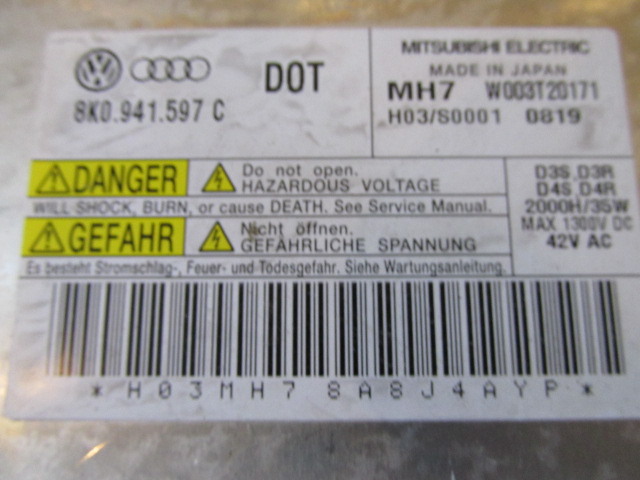 DOT
8K0.941.597 C
MITSUBISHI ELECTRIC
MADE IN JAPAN
MH7 W003T20171
H03/S0001 0819
DANGER
Do not open.
HAZARDOUS VOLTAGE
WILL SHOCK, BURN, or cause DEATH. See Service Manual.
GEFAHR
Nicht öffnen.
GEFÄHRLICHE SPANNUNG
Es besteht Stromschlag-, Feuer- und Todesgefahr. Siehe Wartungsanleitung.
D3S, D3R
D4S, D4R
2000H/35W
MAX 1300V DC
42V AC
*H03MH78A8J4AYP*